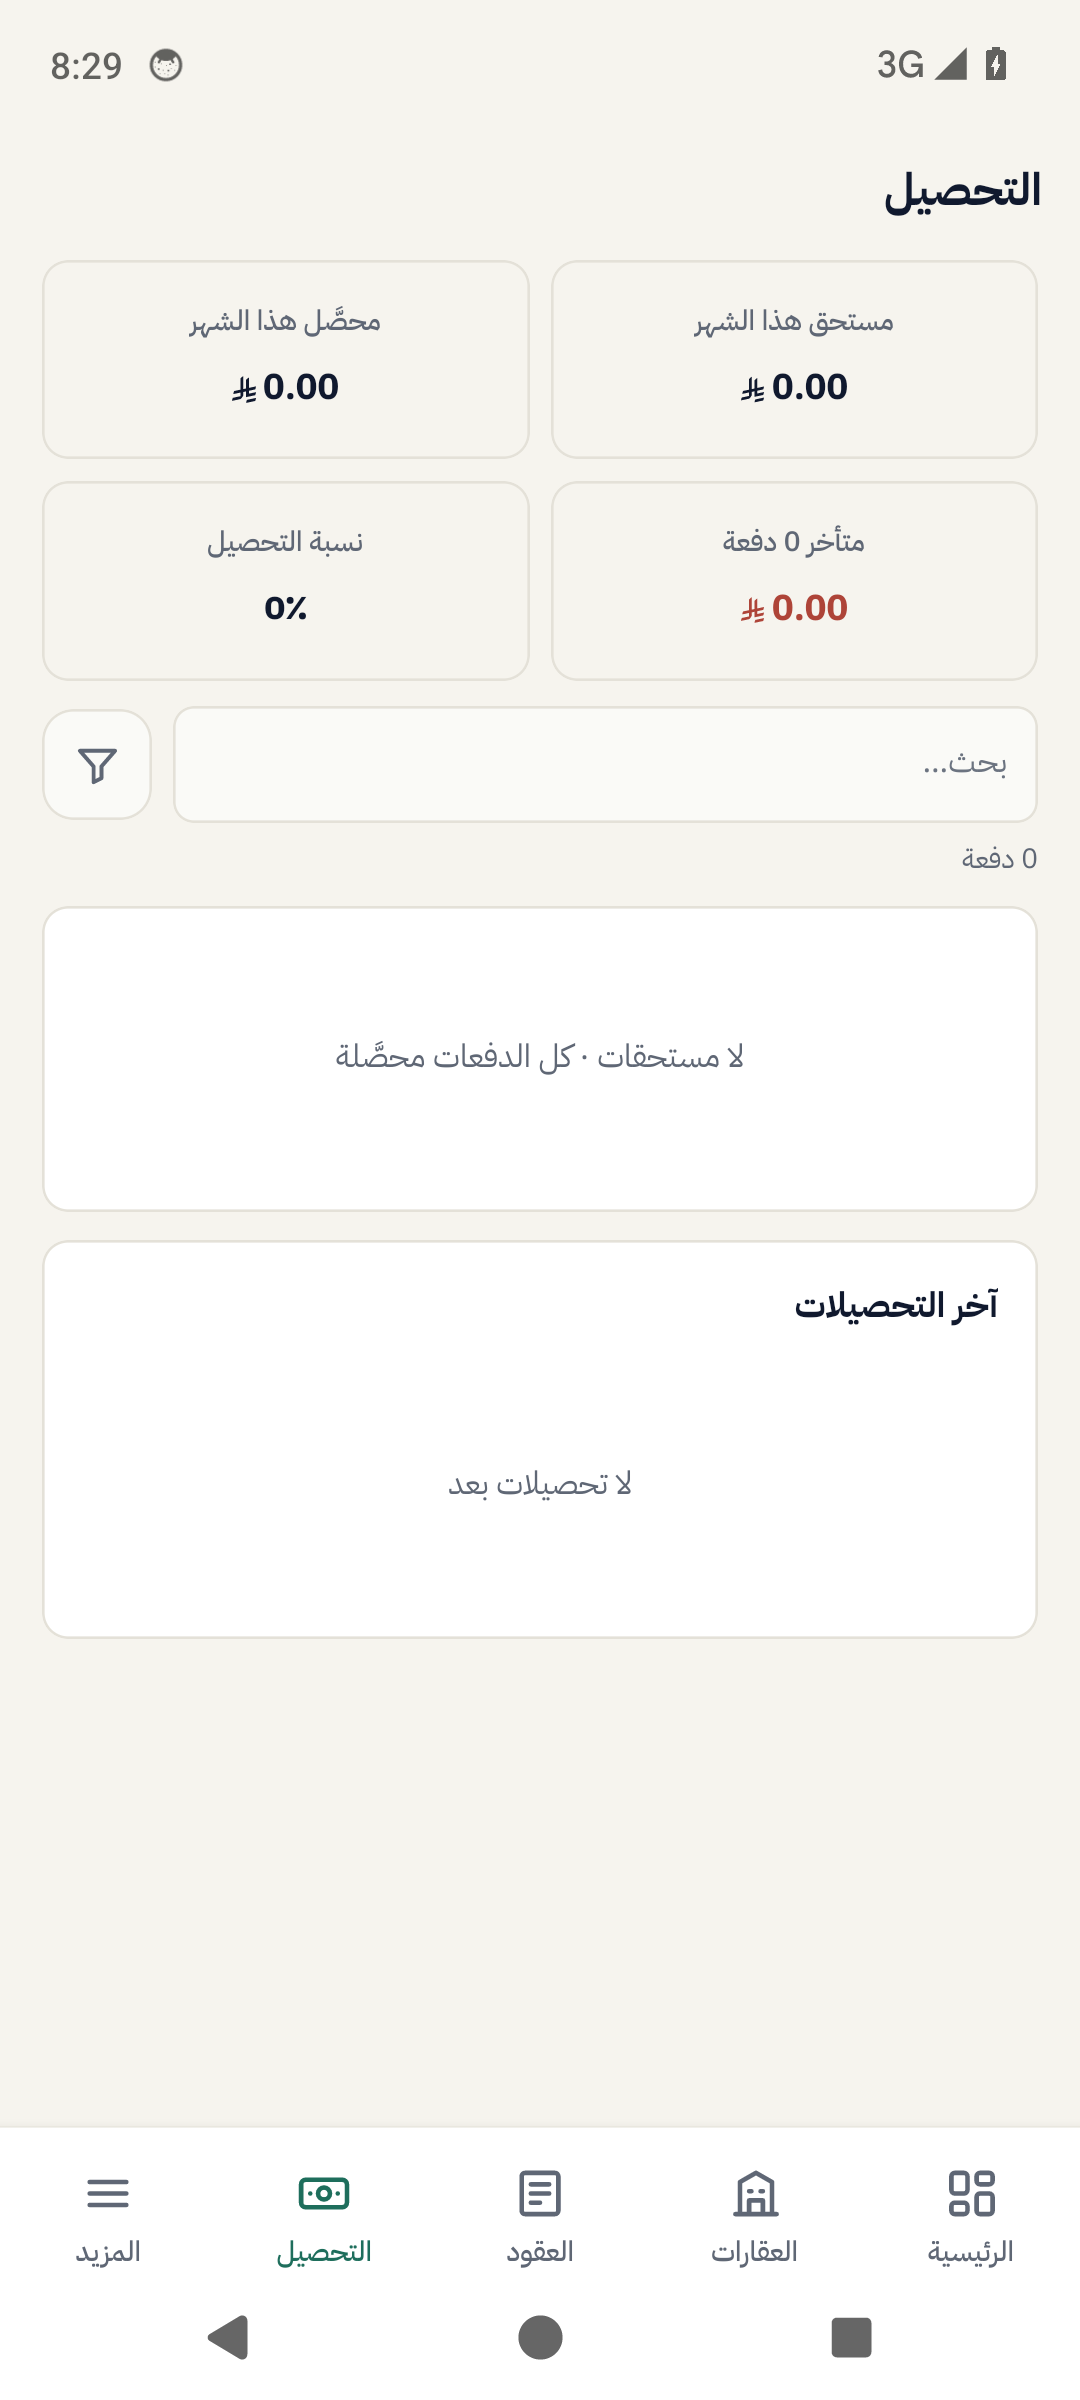 8:29
3G
التحصيل
مستحق هذا الشهر
0.00 ⃁
محصَّل هذا الشهر
0.00 ⃁
متأخر 0 دفعة
0.00 ⃁
نسبة التحصيل
0٪
بحث...
0 دفعة
لا مستحقات · كل الدفعات محصَّلة
آخر التحصيلات
لا تحصيلات بعد
الرئيسية
العقارات
العقود
التحصيل
المزيد